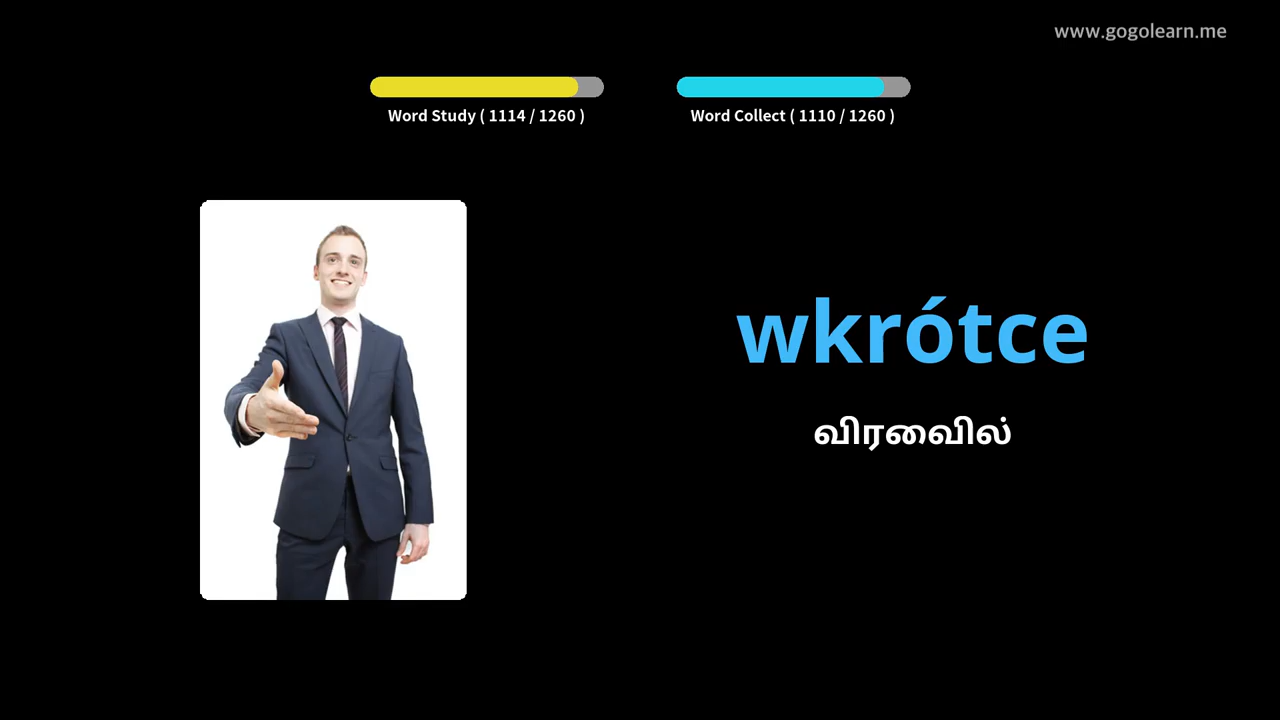 www.gogolearn.me
Word Study ( 1114 / 1260 )
Word Collect ( 1110 / 1260 )
wkrótce
விரைவில்